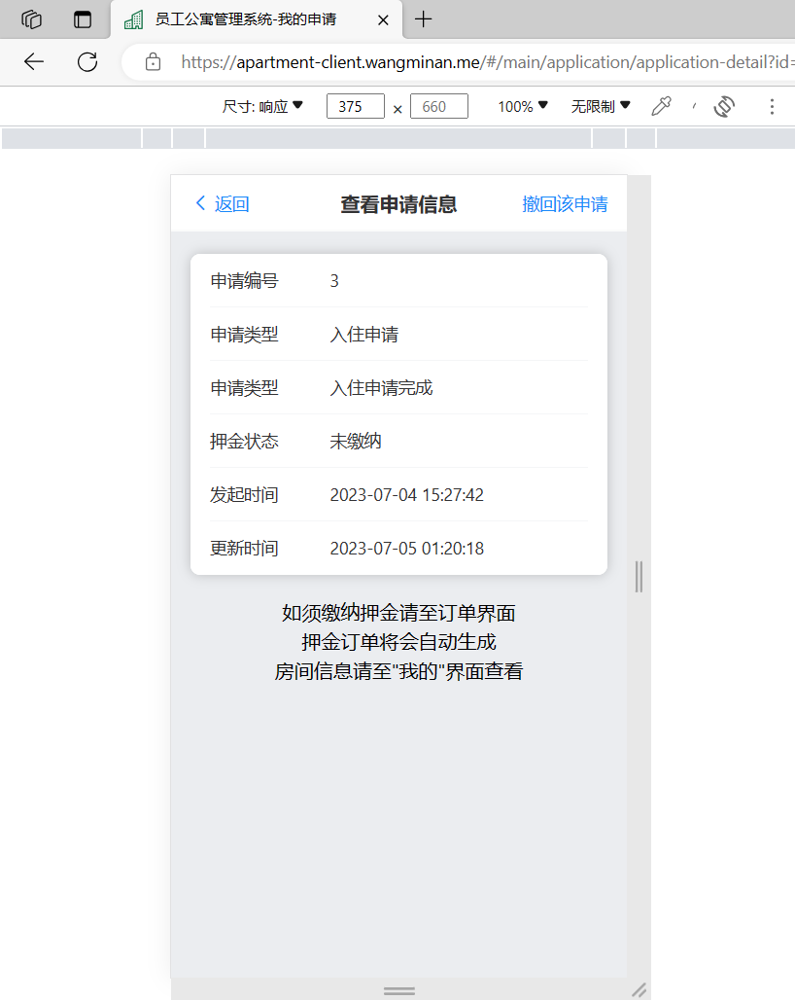 员工公寓管理系统-我的申请
https://apartment-client.wangminan.me/#/main/application/application-detail?id=
尺寸: 响应 375 × 660 100% 无限制
返回 查看申请信息 撤回该申请
申请编号 3
申请类型 入住申请
申请类型 入住申请完成
押金状态 未缴纳
发起时间 2023-07-04 15:27:42
更新时间 2023-07-05 01:20:18
如须缴纳押金请至订单界面
押金订单将会自动生成
房间信息请至"我的"界面查看